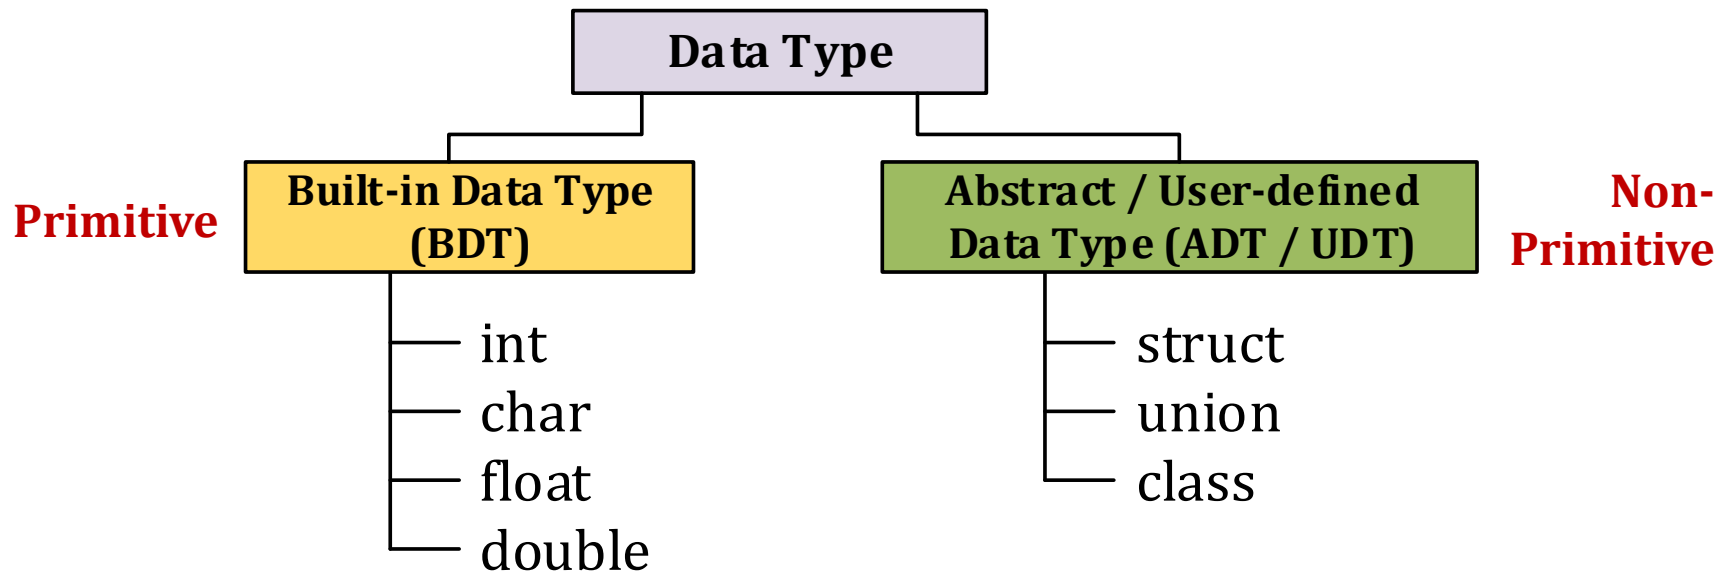 Data Type
Primitive
Built-in Data Type
(BDT)
Abstract / User-defined
Data Type (ADT / UDT)
Non-
Primitive
int
char
float
double
struct
union
class